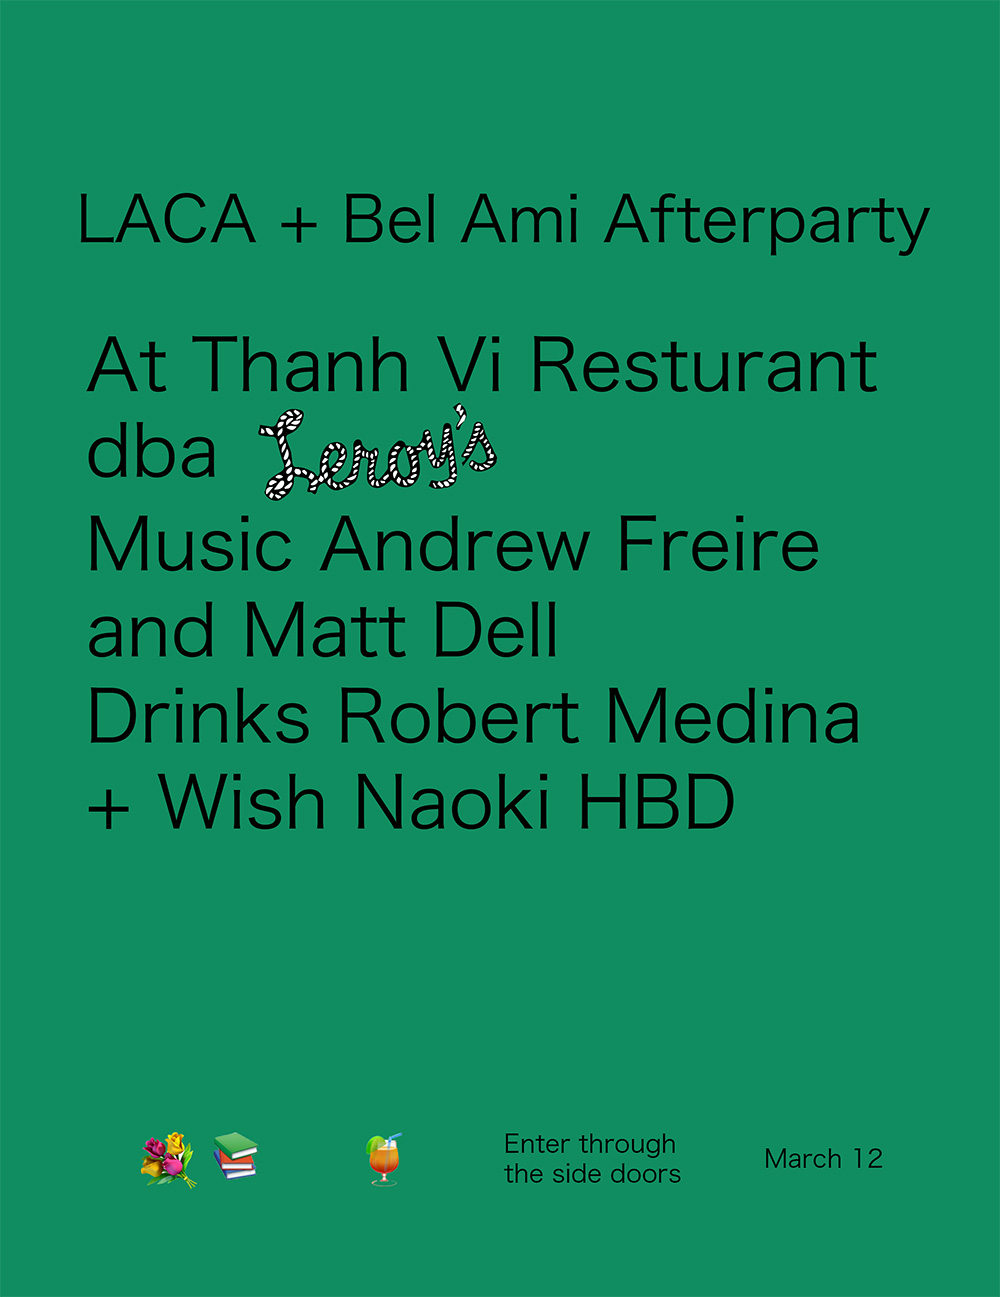 LACA + Bel Ami Afterparty
At Thanh Vi Resturant
dba Leroy's
Music Andrew Freire
and Matt Dell
Drinks Robert Medina
+ Wish Naoki HBD
Enter through
the side doors
March 12